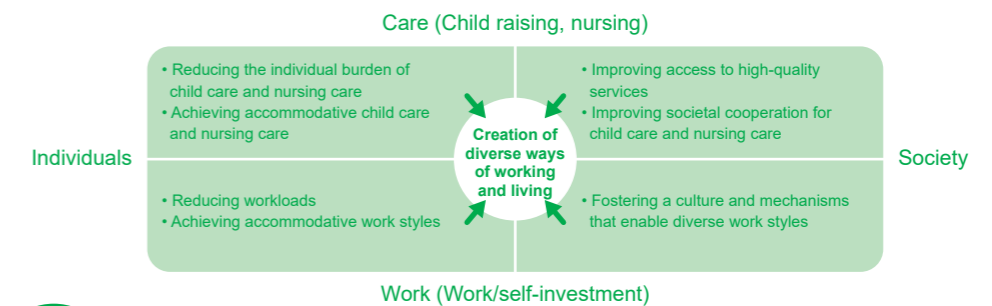 Care (Child raising, nursing)
• Reducing the individual burden of
child care and nursing care
• Achieving accommodative child care
and nursing care
• Improving access to high-quality
services
• Improving societal cooperation for
child care and nursing care
Individuals
Creation of
diverse ways
of working
and living
Society
• Reducing workloads
• Achieving accommodative work styles
• Fostering a culture and mechanisms
that enable diverse work styles
Work (Work/self-investment)